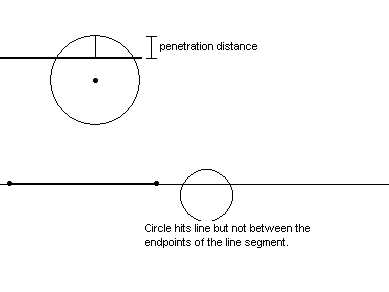 penetration distance
Circle hits line but not between the
endpoints of the line segment.